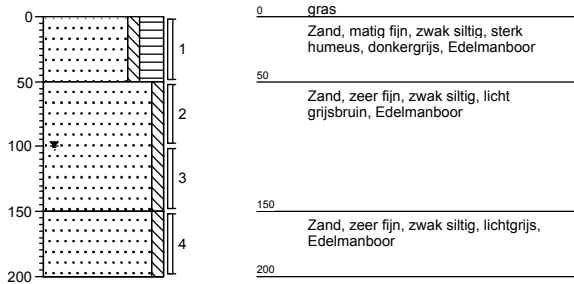 0
50
100
150
200
1
2
3
4
0 gras
Zand, matig fijn, zwak siltig, sterk
humeus, donkergrijs, Edelmanboor
50
Zand, zeer fijn, zwak siltig, licht
grijsbruin, Edelmanboor
150
Zand, zeer fijn, zwak siltig, lichtgrijs,
Edelmanboor
200